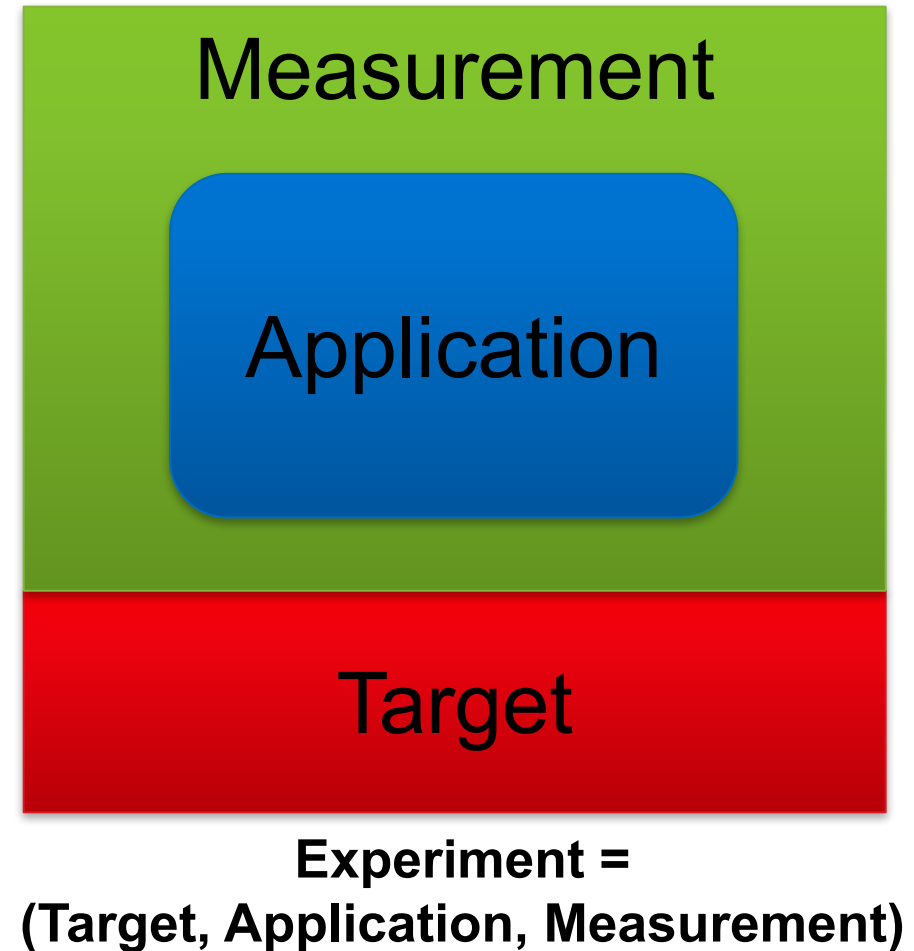 Measurement
Application
Target
Experiment =
(Target, Application, Measurement)